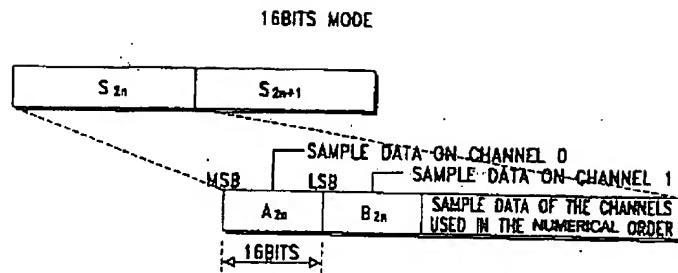 16BITS MODE
S2n S2n+1
SAMPLE DATA ON CHANNEL 0
SAMPLE DATA ON CHANNEL 1
MSB LSB
A2n B2n SAMPLE DATA OF THE CHANNELS
USED IN THE NUMERICAL ORDER
16BITS